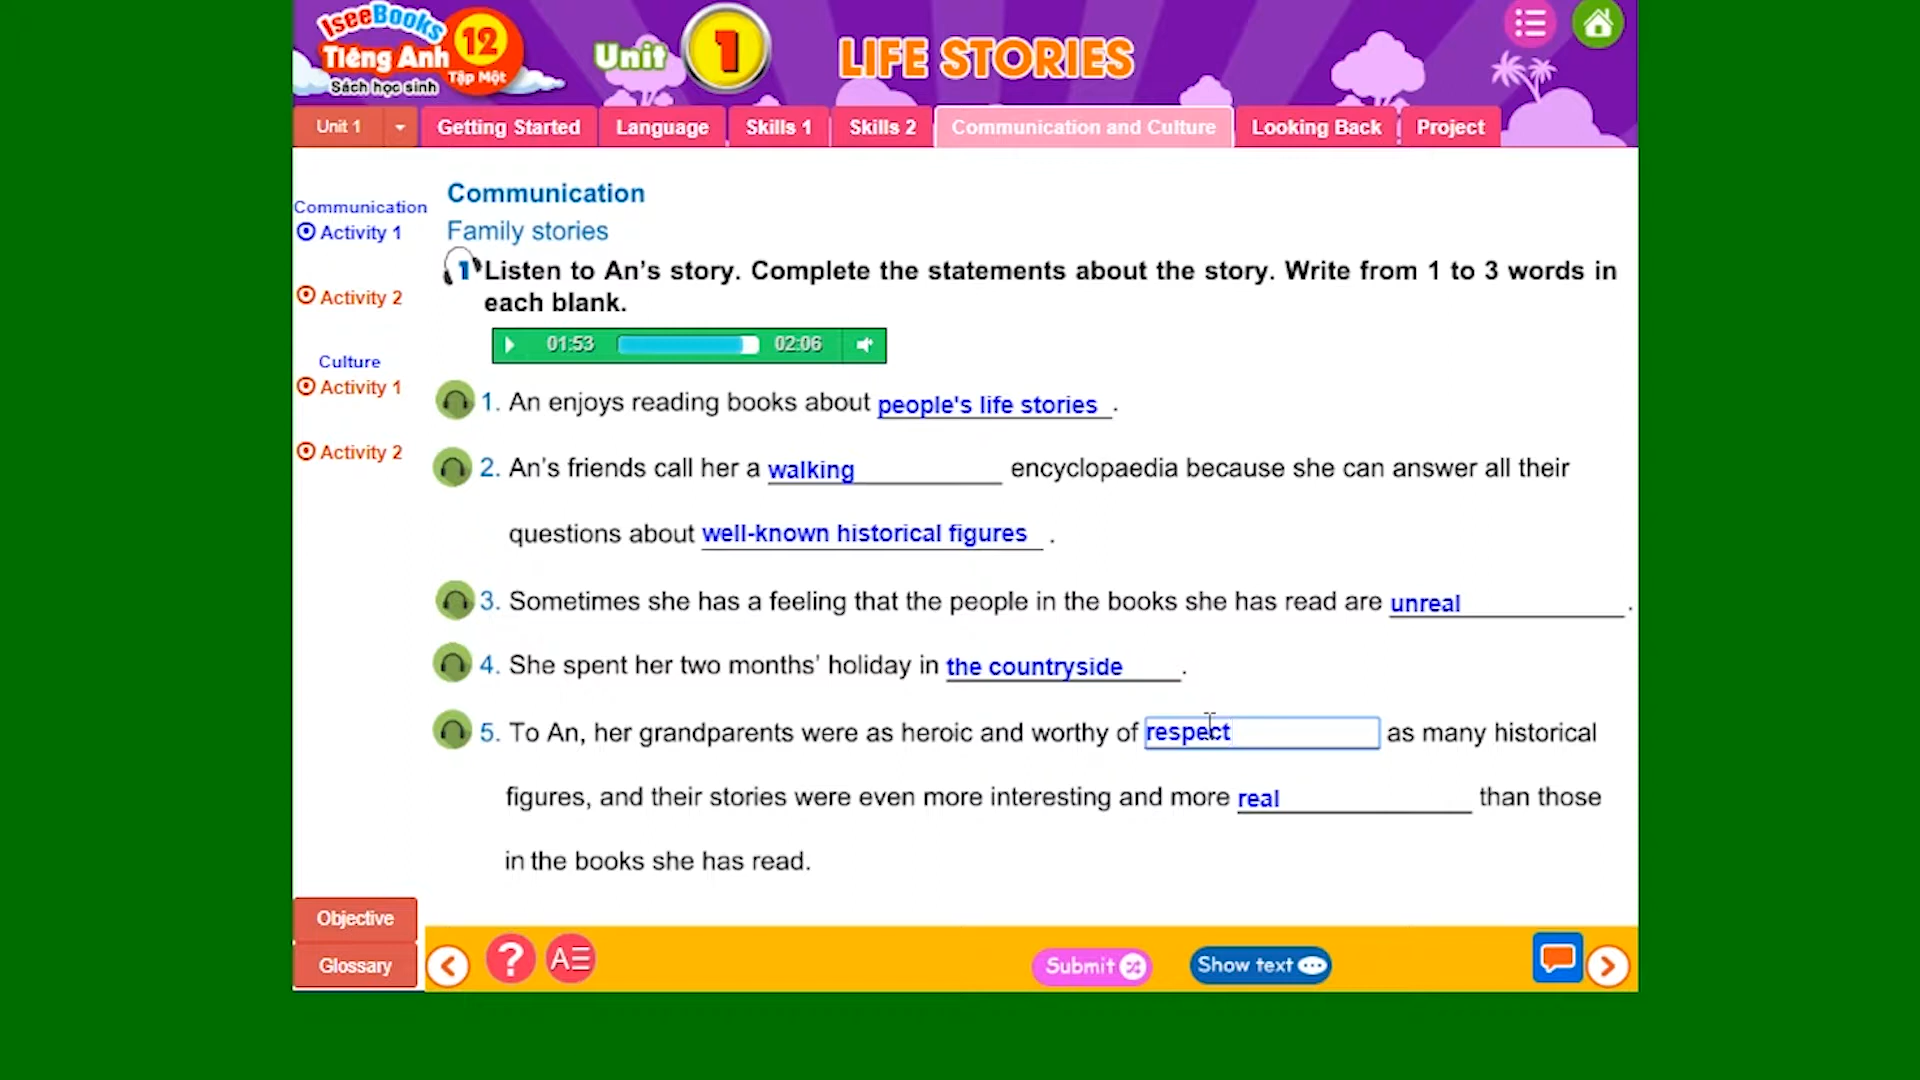 IseeBooks
Tiếng Anh 12
Tập Một
Sách học sinh
Unit 1
LIFE STORIES
Unit 1
Getting Started
Language
Skills 1
Skills 2
Communication and Culture
Looking Back
Project
Communication
Activity 1
Activity 2
Culture
Activity 1
Activity 2
Communication
Family stories
1 Listen to An's story. Complete the statements about the story. Write from 1 to 3 words in
each blank.
01:53 02:06
1. An enjoys reading books about people's life stories .
2. An's friends call her a walking encyclopaedia because she can answer all their
questions about well-known historical figures .
3. Sometimes she has a feeling that the people in the books she has read are unreal .
4. She spent her two months' holiday in the countryside .
5. To An, her grandparents were as heroic and worthy of respect as many historical
figures, and their stories were even more interesting and more real than those
in the books she has read.
Objective
Glossary
?
A
Submit
Show text